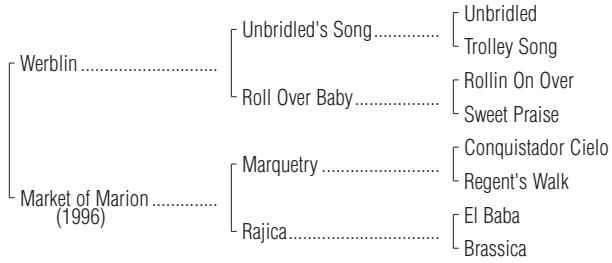 Unbridled
Unbridled's Song..............
Trolley Song
Werblin ............................
Rollin On Over
Roll Over Baby..................
Sweet Praise
Conquistador Cielo
Marquetry .........................
Regent's Walk
Market of Marion ..............
(1996)
El Baba
Rajica................................
Brassica